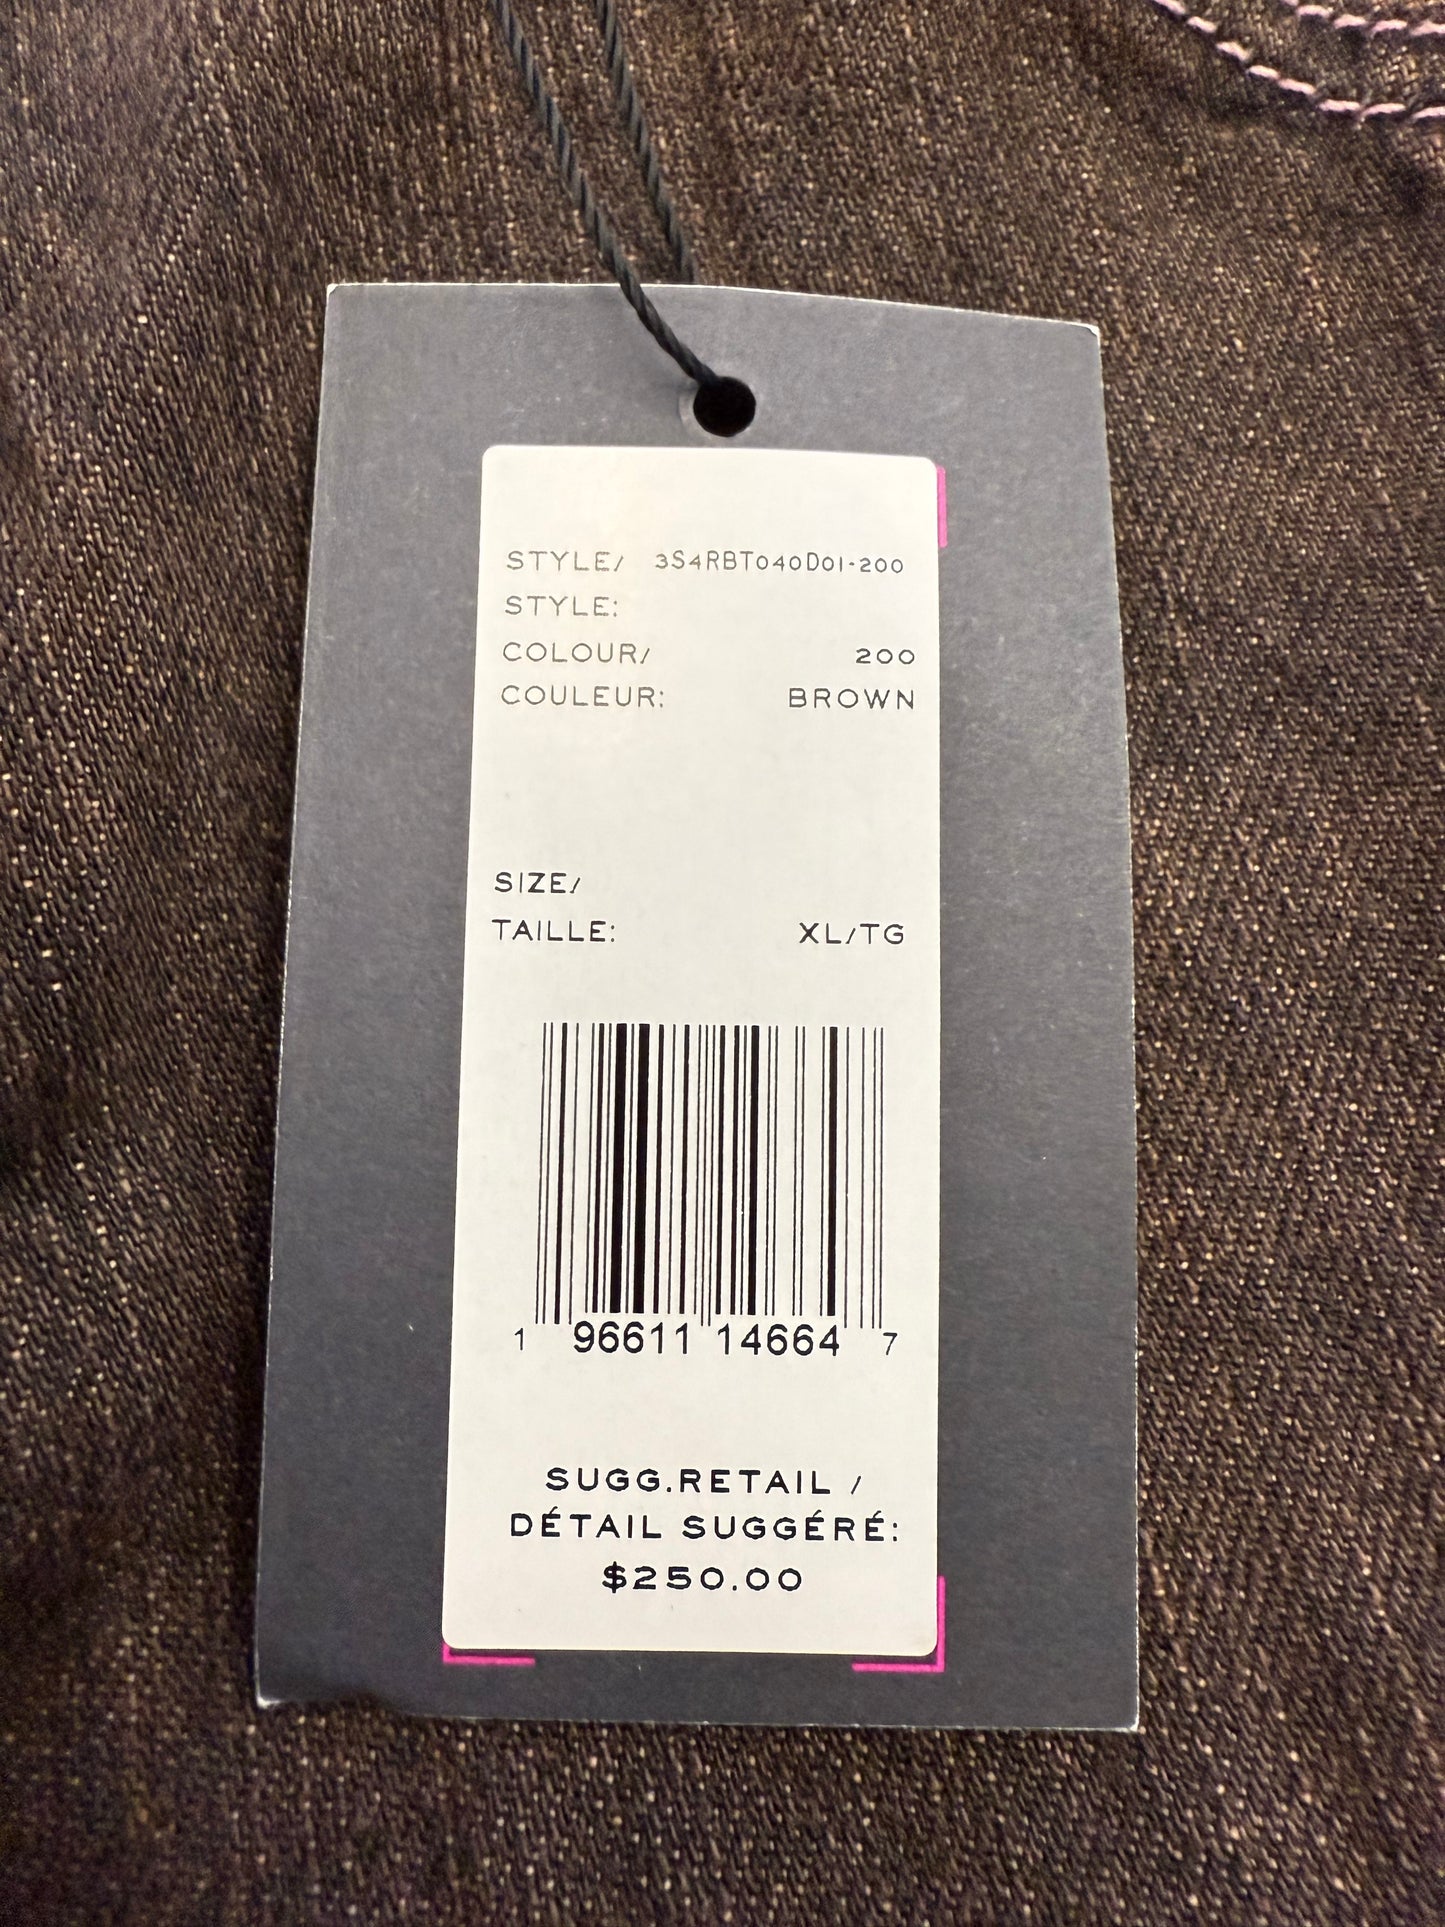 STYLE/ 3S4RBT040D01-200
STYLE:
COLOUR/ 200
COULEUR: BROWN
SIZE/
TAILLE: XL/TG
1 96611 14664 7
SUGG.RETAIL /
DÉTAIL SUGGÉRÉ:
$250.00